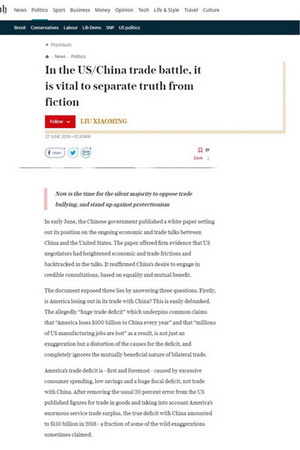 News Politics Sport Business Money Opinion Tech Life & Style Travel Culture
Brexit Conservatives Labour Lib Dems SNP US politics
Premium
News Politics
In the US/China trade battle, it
is vital to separate truth from
fiction
Follow LIU XIAOMING
27 JUNE 2019 • 10:30AM
share
Save 2
Now is the time for the silent majority to oppose trade
bullying, and stand up against protectionism
In early June, the Chinese government published a white paper setting
out its position on the ongoing economic and trade talks between
China and the United States. The paper offered firm evidence that US
negotiators had heightened economic and trade frictions and
backtracked in the talks. It reaffirmed China's desire to engage in
credible consultations, based on equality and mutual benefit.
The document exposed three lies by answering three questions. Firstly,
is America losing out in its trade with China? This is easily debunked.
The allegedly "huge trade deficit" which underpins common claims
that "America loses $500 billion to China every year" and that "millions
of US manufacturing jobs are lost" as a result, is not just an
exaggeration but a distortion of the causes for the deficit, and
completely ignores the mutually beneficial nature of bilateral trade.
America's trade deficit is - first and foremost - caused by excessive
consumer spending, low savings and a huge fiscal deficit, not trade
with China. After removing the usual 20 percent error from the US
published figures for trade in goods and taking into account America's
enormous service trade surplus, the true deficit with China amounted
to $150 billion in 2018 - a fraction of some of the wild exaggerations
sometimes claimed.